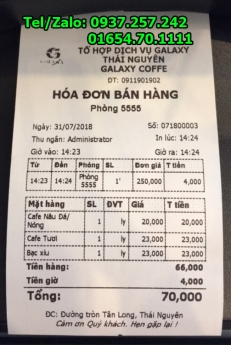 Tel/Zalo: 0937.257.242
01654.70.1111
TỔ HỢP DỊCH VỤ GALAXY
THÁI NGUYÊN
GALAXY COFFE
DT: 0911901902
HÓA ĐƠN BÁN HÀNG
Phòng 5555
Ngày: 31/07/2018 Số: 071800003
Thu ngân: Administrator In lúc: 14:24
Giờ vào: 14:23 Giờ ra: 14:24
Từ Đến Phòng SL Đơn giá T tiền
14:23 14:24 Phòng 5555 1' 250,000 4,000
Mặt hàng SL ĐVT Giá T tiền
Cafe Nâu Đá/
Nóng 1 ly 20,000 20,000
Cafe Tươi 1 ly 23,000 23,000
Bạc xỉu 1 ly 23,000 23,000
Tiền hàng: 66,000
Tiền giờ 4,000
Tổng: 70,000
ĐC: Đường tròn Tân Long, Thái Nguyên
Cảm ơn Quý khách. Hẹn gặp lại !